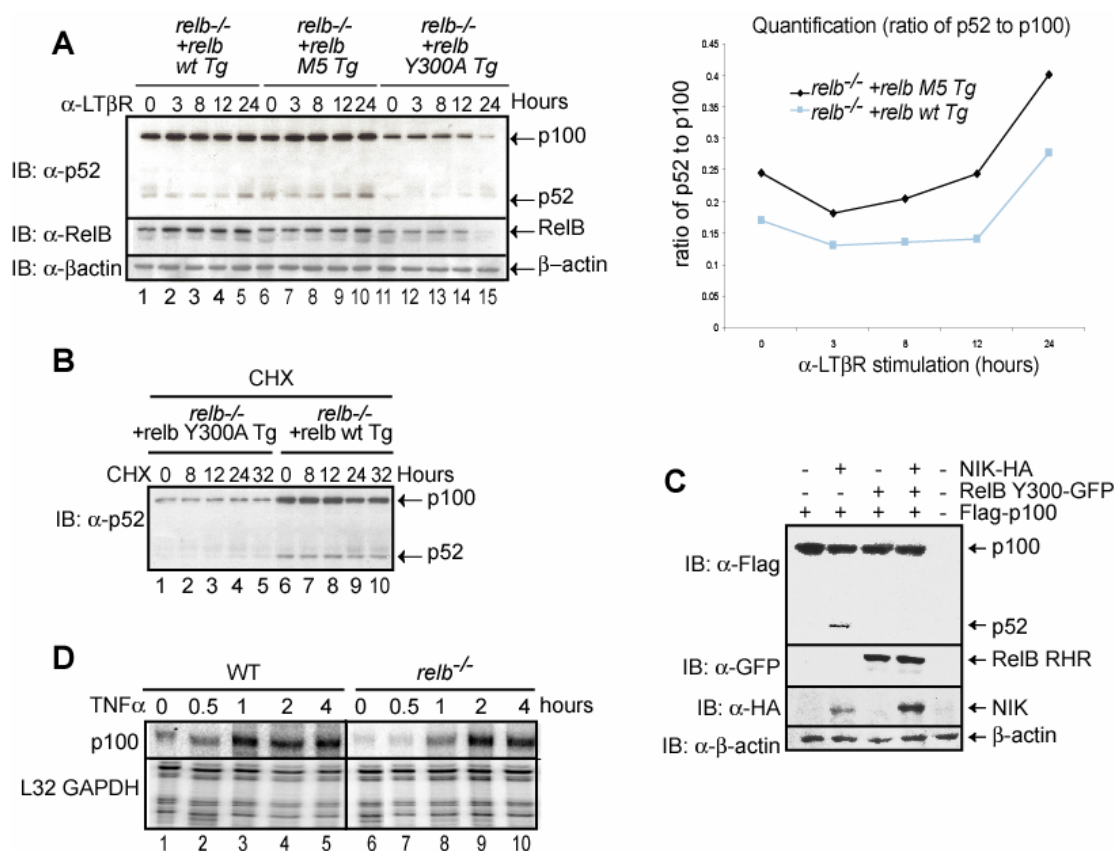 A
relb-/- +relb wt Tg
relb-/- +relb M5 Tg
relb-/- +relb Y300A Tg
α-LTβR 0 3 8 12 24 0 3 8 12 24 0 3 8 12 24 Hours
IB: α-p52
p100
p52
IB: α-RelB
RelB
IB: α-βactin
β-actin
1 2 3 4 5 6 7 8 9 10 11 12 13 14 15
Quantification (ratio of p52 to p100)
ratio of p52 to p100
0.45
0.4
0.35
0.3
0.25
0.2
0.15
0.1
0.05
0
relb-/- +relb M5 Tg
relb-/- +relb wt Tg
0 3 8 12 24
α-LTβR stimulation (hours)
B
CHX
relb-/- +relb Y300A Tg
relb-/- +relb wt Tg
CHX 0 8 12 24 32 0 8 12 24 32 Hours
IB: α-p52
p100
p52
1 2 3 4 5 6 7 8 9 10
C
- + - + - NIK-HA
- - + + - RelB Y300-GFP
+ + + + - Flag-p100
IB: α-Flag
p100
p52
IB: α-GFP
RelB RHR
IB: α-HA
NIK
IB: α-β-actin
β-actin
D
WT
relb-/-
TNFα 0 0.5 1 2 4 0 0.5 1 2 4 hours
p100
L32 GAPDH
1 2 3 4 5 6 7 8 9 10